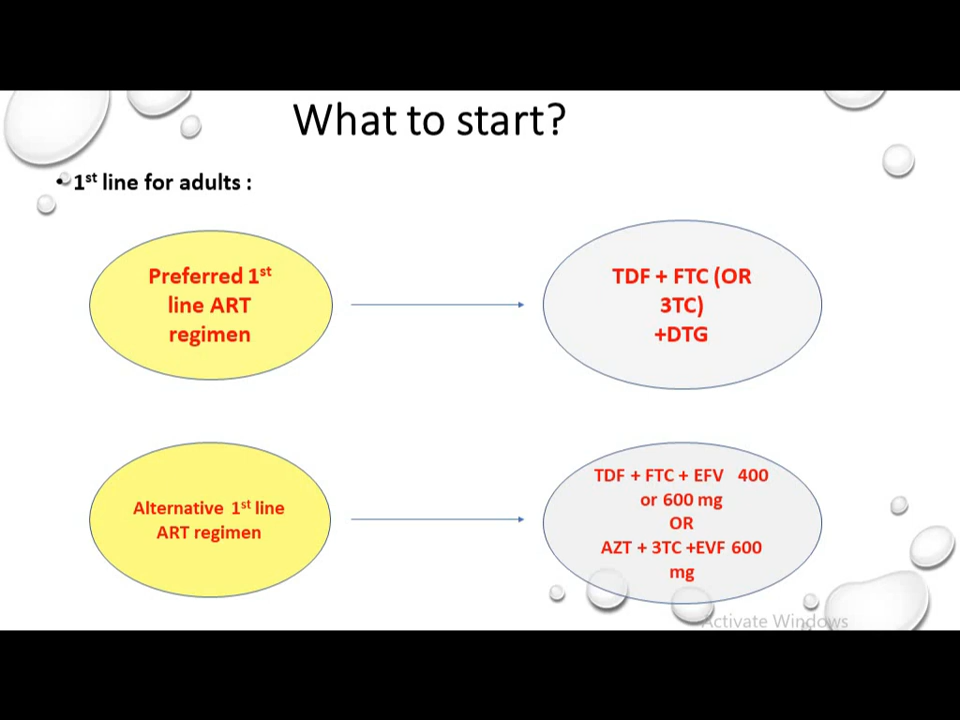 What to start?
• 1st line for adults :
Preferred 1st
line ART
regimen
TDF + FTC (OR
3TC)
+DTG
Alternative 1st line
ART regimen
TDF + FTC + EFV 400
or 600 mg
OR
AZT + 3TC +EVF 600
mg
Activate Windows